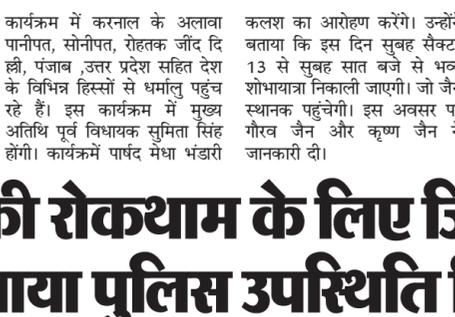 कार्यक्रम में करनाल के अलावा
पानीपत, सोनीपत, रोहतक जींद दि
ल्ली, पंजाब ,उत्तर प्रदेश सहित देश
के विभिन्न हिस्सों से धर्मालु पहुंच
रहे हैं। इस कार्यक्रम में मुख्य
अतिथि पूर्व विधायक सुमिता सिंह
होंगी। कार्यक्रमें पार्षद मेधा भंडारी
कलश का आरोहण करेंगे। उन्होंने
बताया कि इस दिन सुबह
13 से सुबह सात बजे से
शोभायात्रा निकाली जाएगी। जो
स्थानक पहुंचेगी। इस अवसर
गौरव जैन और कृष्ण जैन
जानकारी दी।
की रोकथाम के लिए
पुलिस उपस्थिति